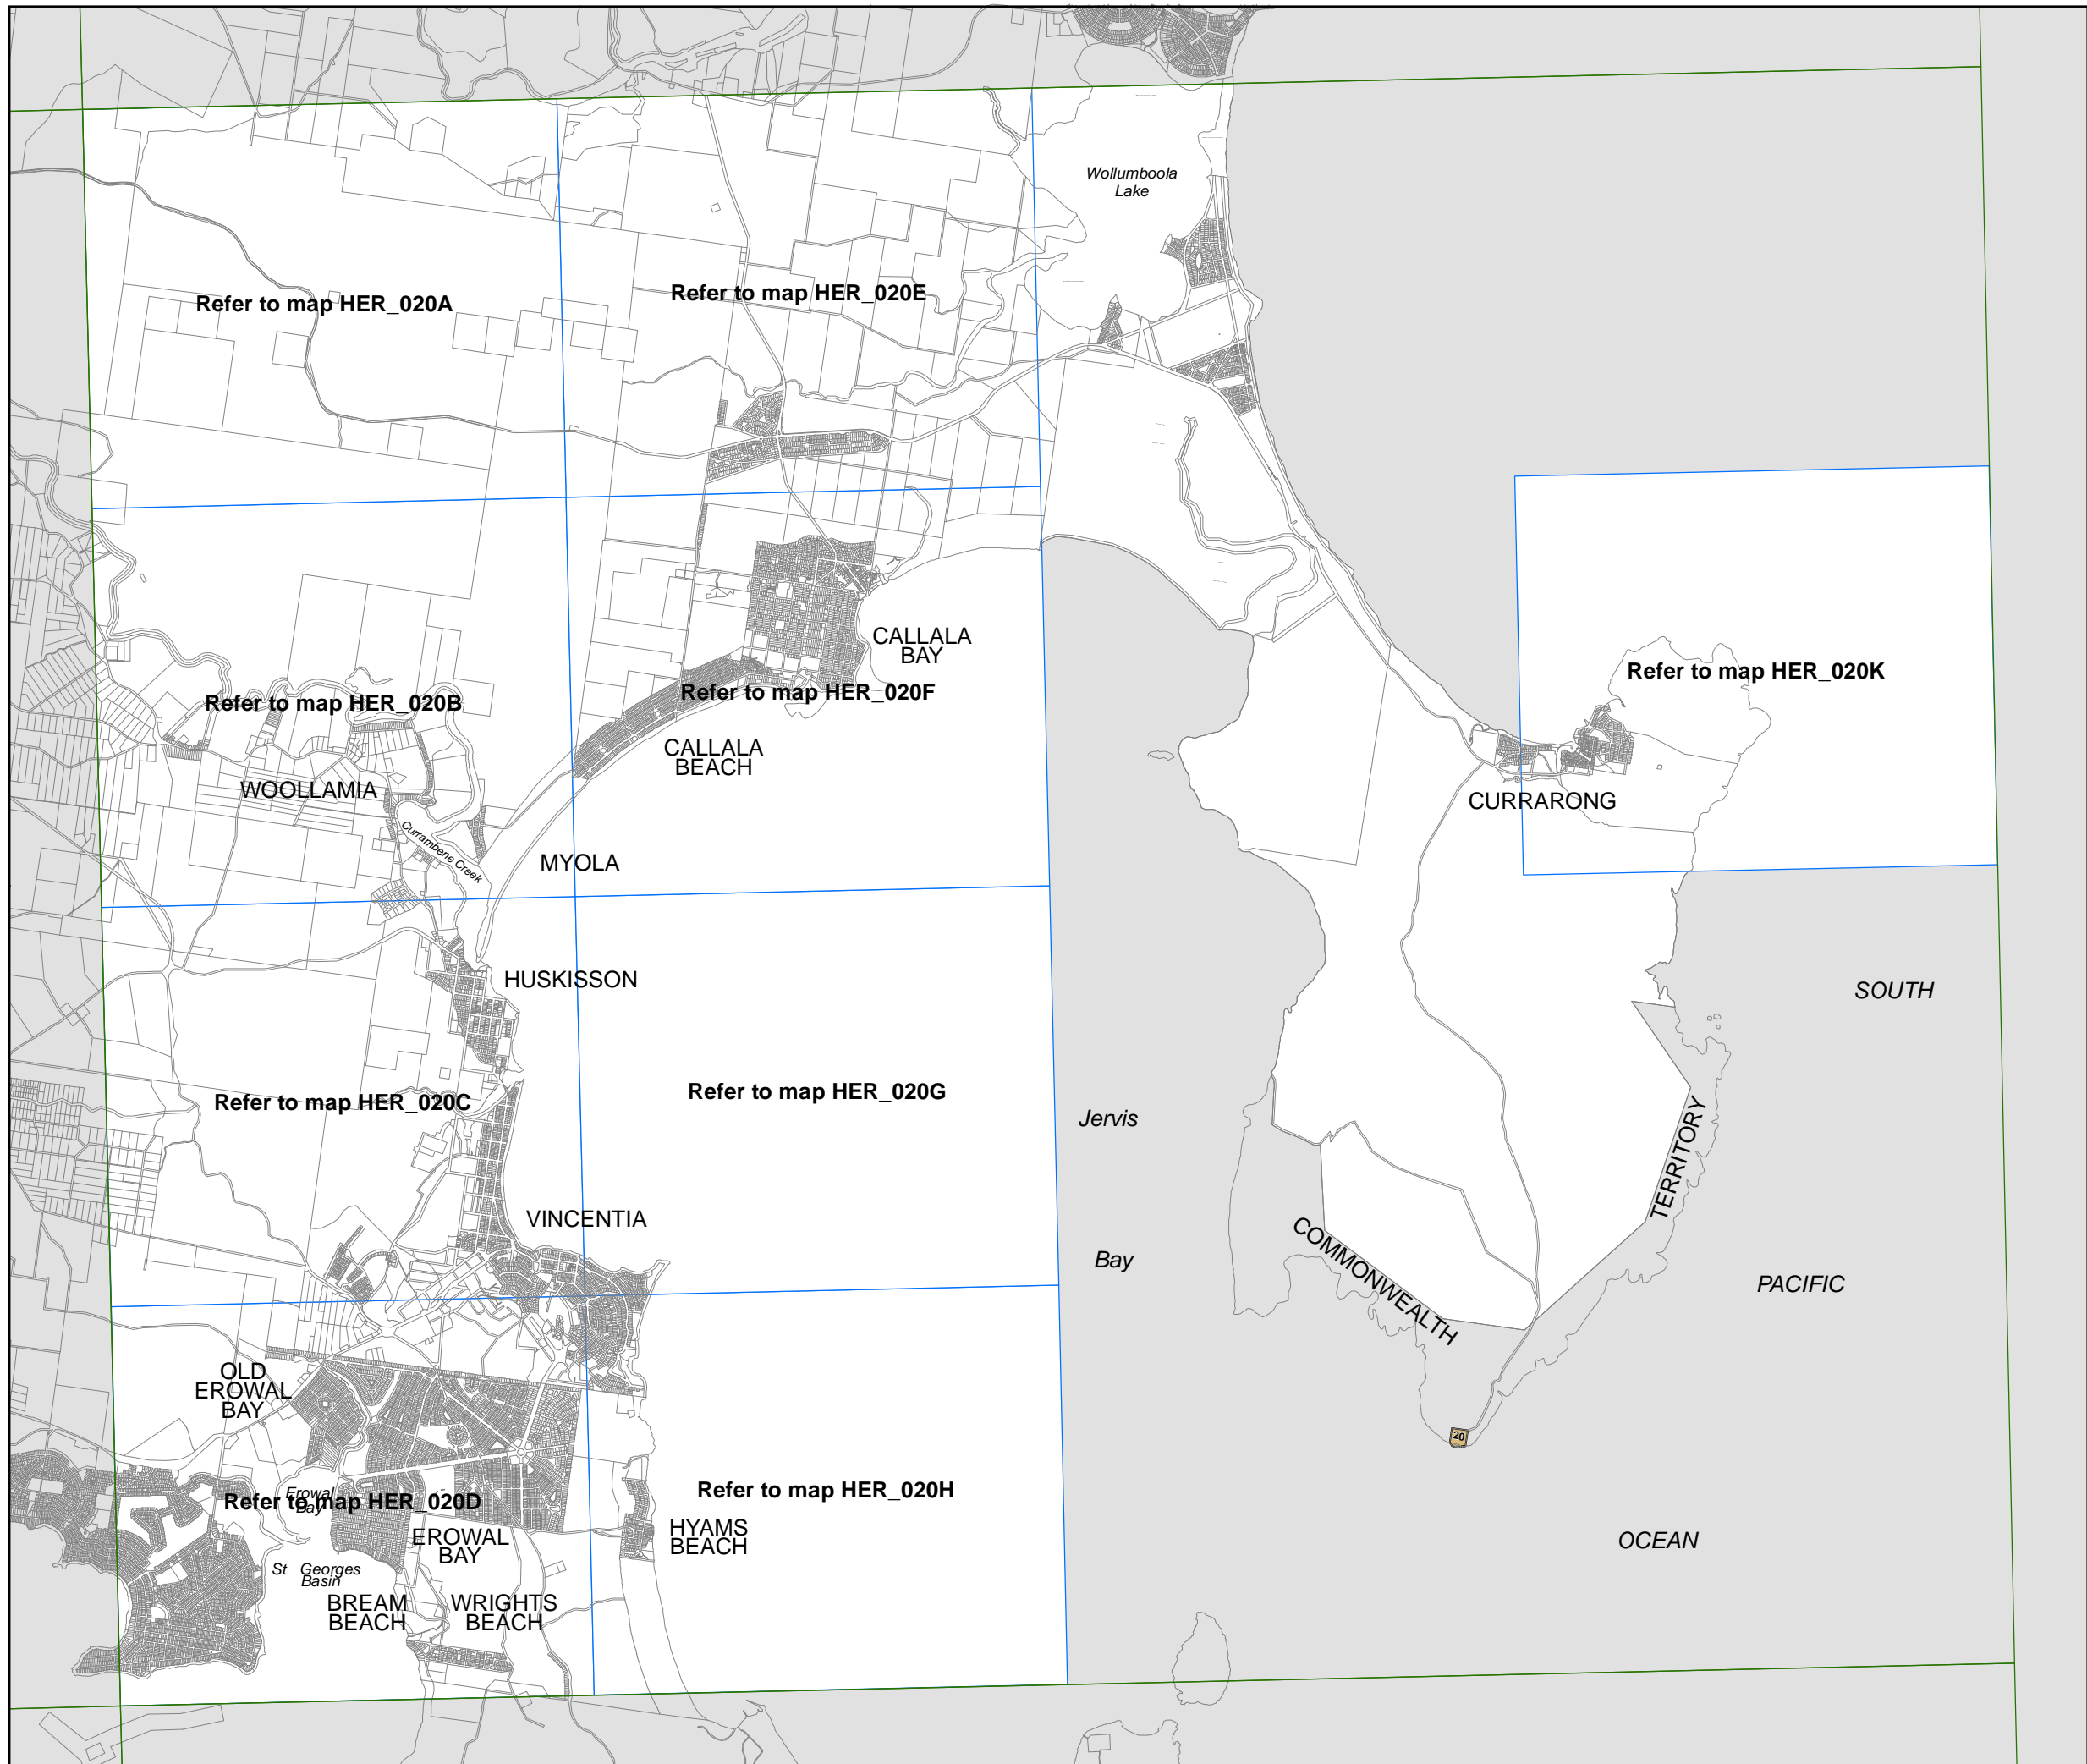 Wollumboola
Lake
Refer to map HER_020A
Refer to map HER_020E
CALLALA
BAY
Refer to map HER_020K
Refer to map HER_020B
Refer to map HER_020F
CALLALA
BEACH
WOOLLAMIA
CURRARONG
Currambene Creek
MYOLA
HUSKISSON
SOUTH
Refer to map HER_020C
Refer to map HER_020G
Jervis
TERRITORY
VINCENTIA
COMMONWEALTH
Bay
PACIFIC
OLD
EROWAL
BAY
20
Refer to map HER_020D
Erowal
Bay
Refer to map HER_020H
HYAMS
BEACH
EROWAL
BAY
OCEAN
St Georges
Basin
BREAM
BEACH
WRIGHTS
BEACH